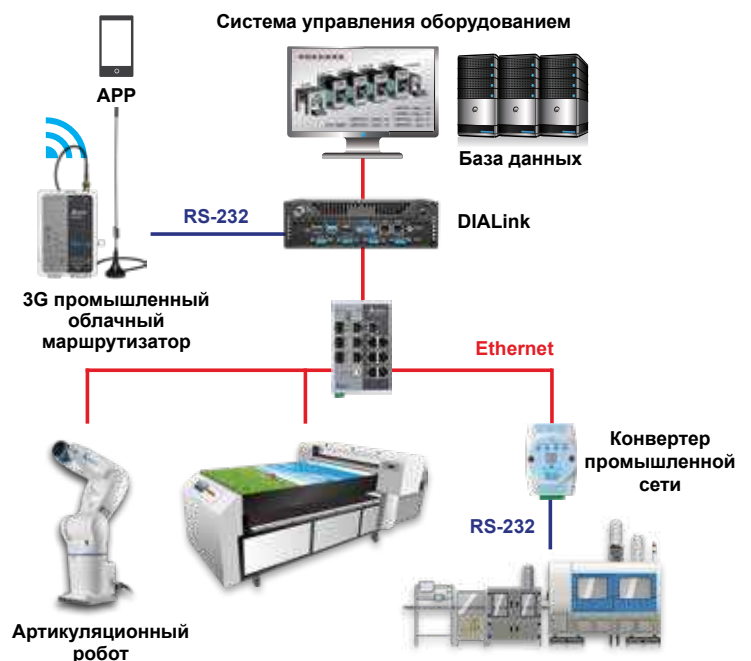 Система управления оборудованием
APP
База данных
RS-232
DIALink
3G промышленный
облачный
маршрутизатор
Ethernet
Конвертер
промышленной
сети
RS-232
Артикуляционный
робот